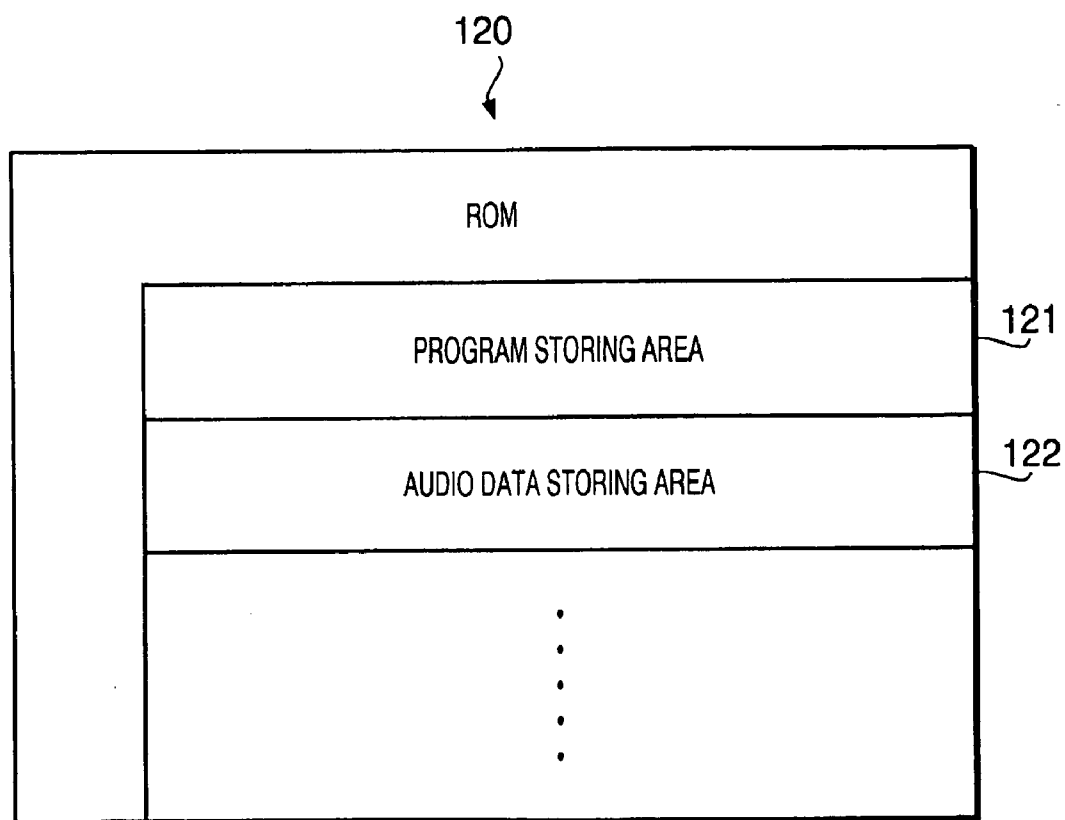 120
ROM
PROGRAM STORING AREA
121
AUDIO DATA STORING AREA
122